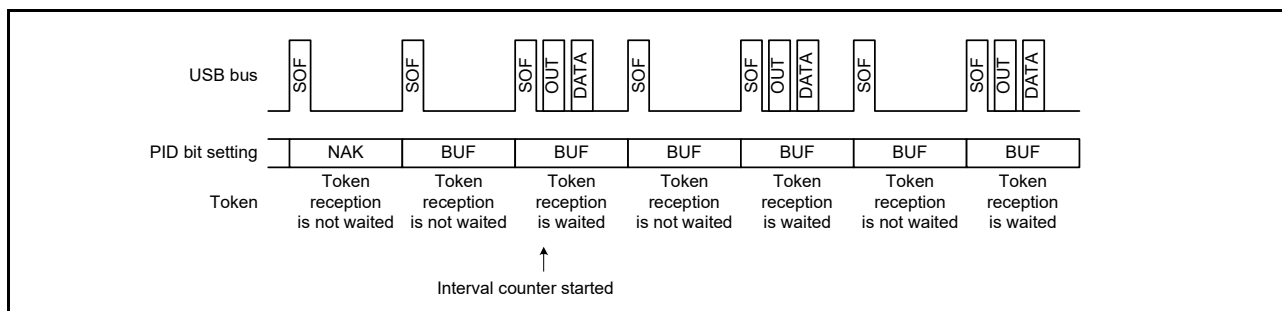 USB bus
SOF SOF SOF OUT DATA SOF SOF OUT DATA SOF SOF OUT DATA
PID bit setting NAK BUF BUF BUF BUF BUF BUF
Token
Token Token Token Token Token Token Token
reception reception reception reception reception reception reception
is not waited is not waited is waited is not waited is waited is not waited is waited
Interval counter started